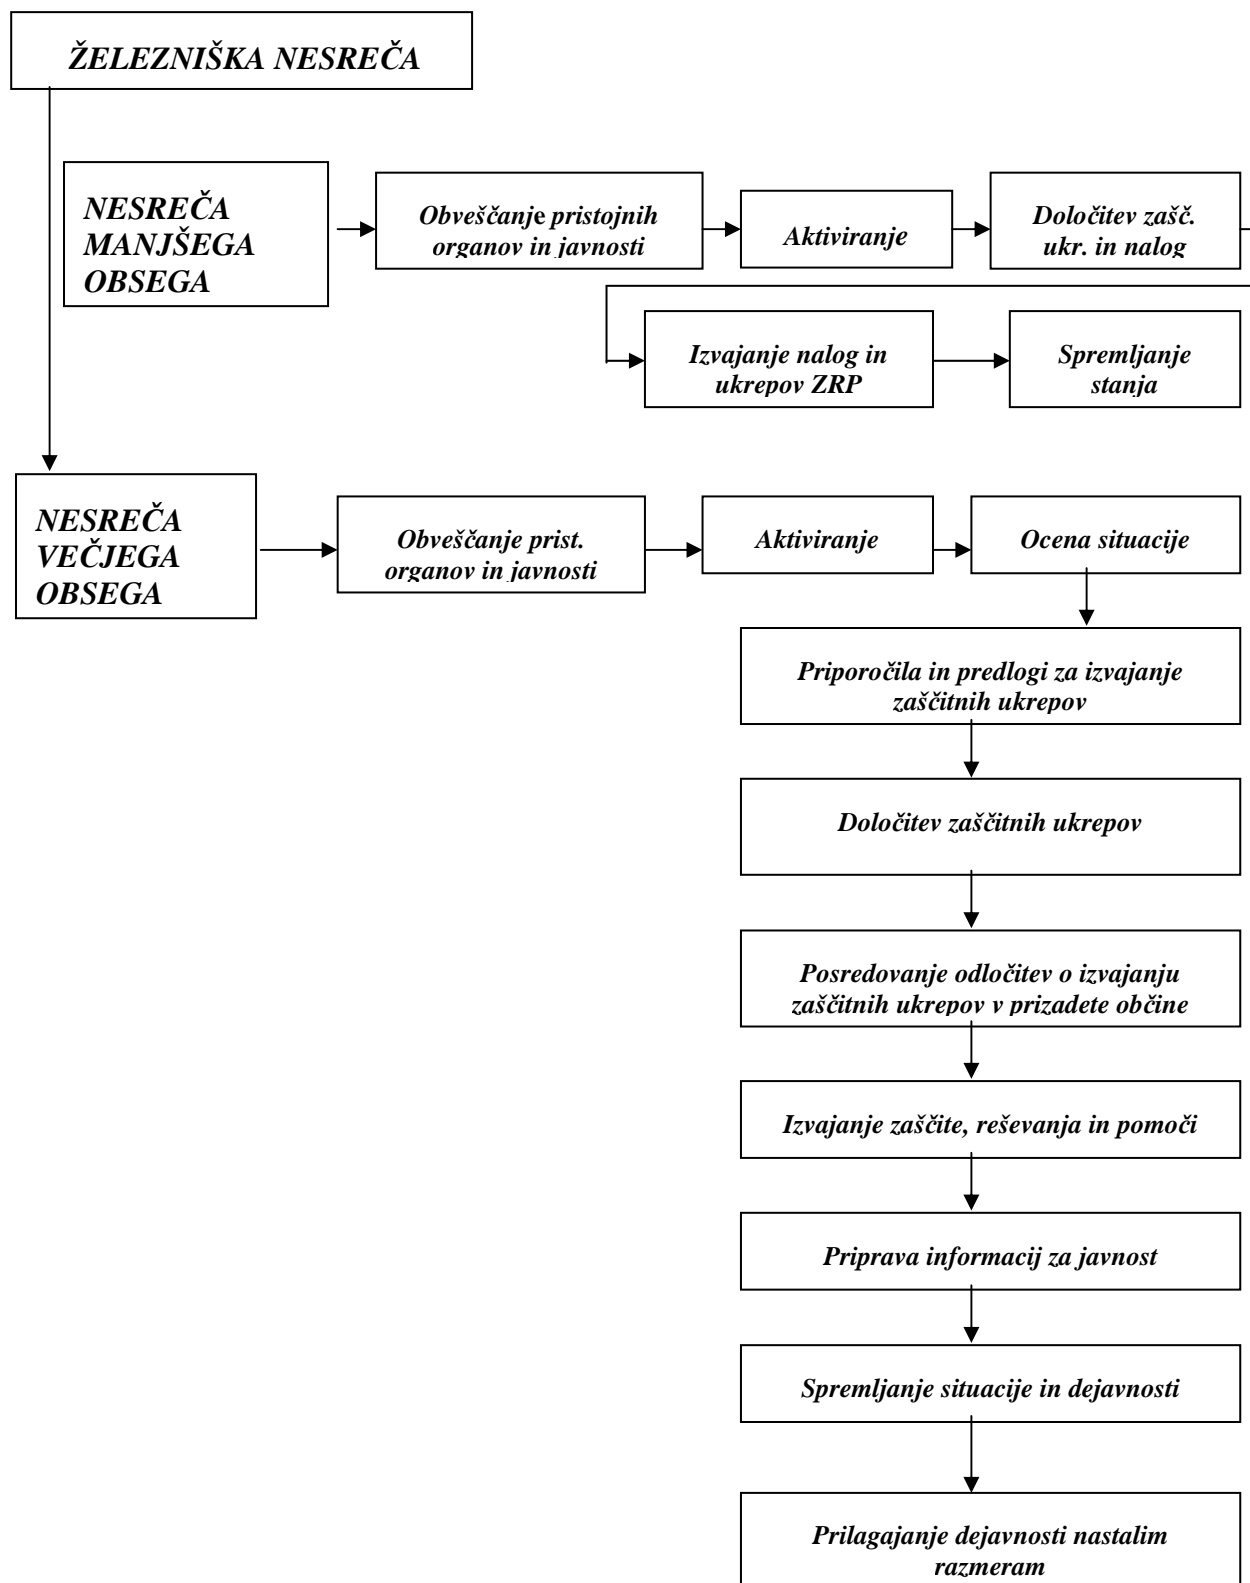 ŽELEZNIŠKA NESREČA
NESREČA
MANJŠEGA
OBSEGA
Obveščanje pristojnih
organov in javnosti
Aktiviranje
Določitev zašč.
ukr. in nalog
Izvajanje nalog in
ukrepov ZRP
Spremljanje
stanja
NESREČA
VEČJEGA
OBSEGA
Obveščanje prist.
organov in javnosti
Aktiviranje
Ocena situacije
Priporočila in predlogi za izvajanje
zaščitnih ukrepov
Določitev zaščitnih ukrepov
Posredovanje odločitev o izvajanju
zaščitnih ukrepov v prizadete občine
Izvajanje zaščite, reševanja in pomoči
Priprava informacij za javnost
Spremljanje situacije in dejavnosti
Prilagajanje dejavnosti nastalim
razmeram